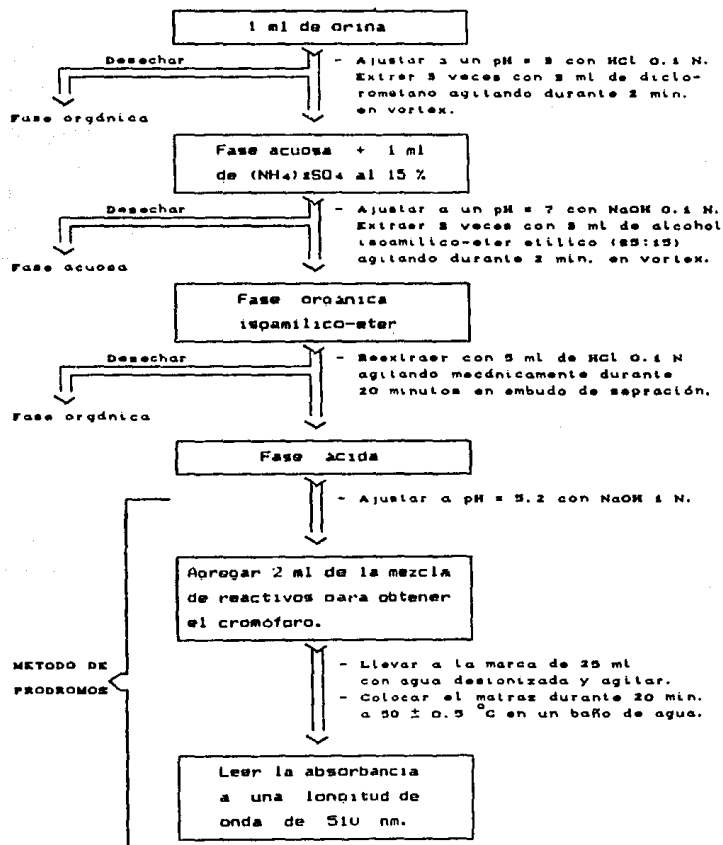 1 ml de orina
Desechar
- Ajustar a un pH = 3 con HCl 0.1 N.
Extrer 3 veces con 3 ml de diclo-
rometano agitando durante 2 min.
en vortex.
Fase orgánica
Fase acuosa + 1 ml
de (NH4)2SO4 al 15 %
Desechar
- Ajustar a un pH = 7 con NaOH 0.1 N.
Extraer 3 veces con 3 ml de alcohol
isoamilico-eter etilico (85:15)
agitando durante 2 min. en vortex.
Fase acuosa
Fase orgánica
isoamilico-eter
Desechar
- Reextraer con 5 ml de HCl 0.1 N
agitando mecánicamente durante
20 minutos en embudo de sepración.
Fase orgánica
Fase ácida
- Ajustar a pH = 5.2 con NaOH 1 N.
Agregar 2 ml de la mezcla
de reactivos para obtener
el cromóforo.
METODO DE
PRODROMOS
- Llevar a la marca de 25 ml
con agua desionizada y agitar.
- Colocar el matraz durante 20 min.
a 50 ± 0.5 °C en un baño de agua.
Leer la absorbancia
a una longitud de
onda de 510 nm.